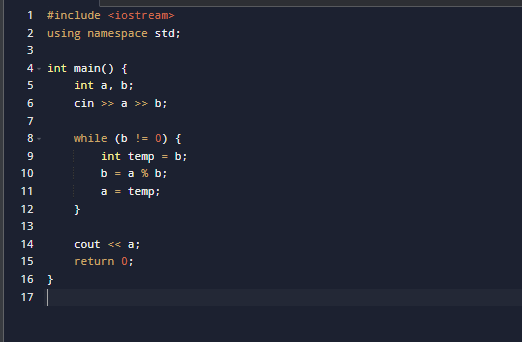 1 #include <iostream>
2 using namespace std;
3
4 int main() {
5     int a, b;
6     cin >> a >> b;
7
8     while (b != 0) {
9         int temp = b;
10         b = a % b;
11         a = temp;
12     }
13
14     cout << a;
15     return 0;
16 }
17